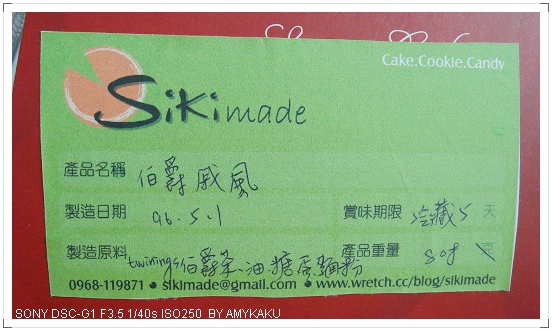 Cake.Cookie.Candy
Sikimade
產品名稱 伯爵戚風
製造日期 96.5.1
賞味期限 冷藏5天
製造原料 twinings伯爵茶.油.糖.蛋.麵粉
產品重量 80g
0968-119871 • sikimade@gmail.com • www.wretch.cc/blog/sikimade
SONY DSC-G1 F3.5 1/40s ISO250 BY AMYKAKU